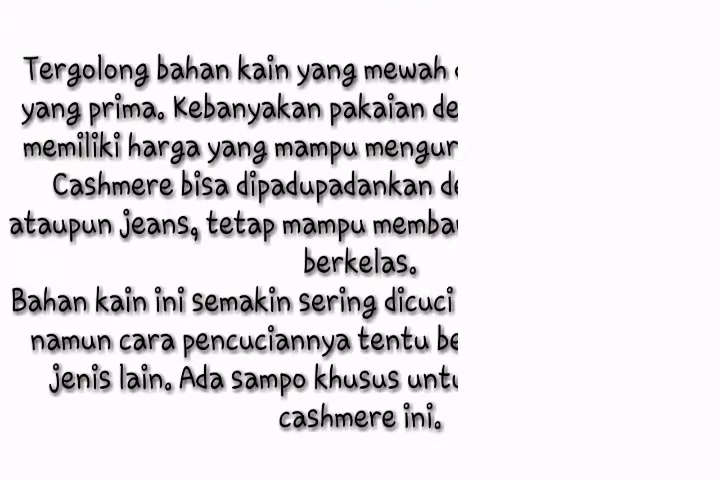 Tergolong bahan kain yang mewah
yang prima. Kebanyakan pakaian de
memiliki harga yang mampu mengur
Cashmere bisa dipadupadankan de
ataupun jeans, tetap mampu memba
berkelas.
Bahan kain ini semakin sering dicuci
namun cara pencuciannya tentu be
jenis lain. Ada sampo khusus untu
cashmere ini.